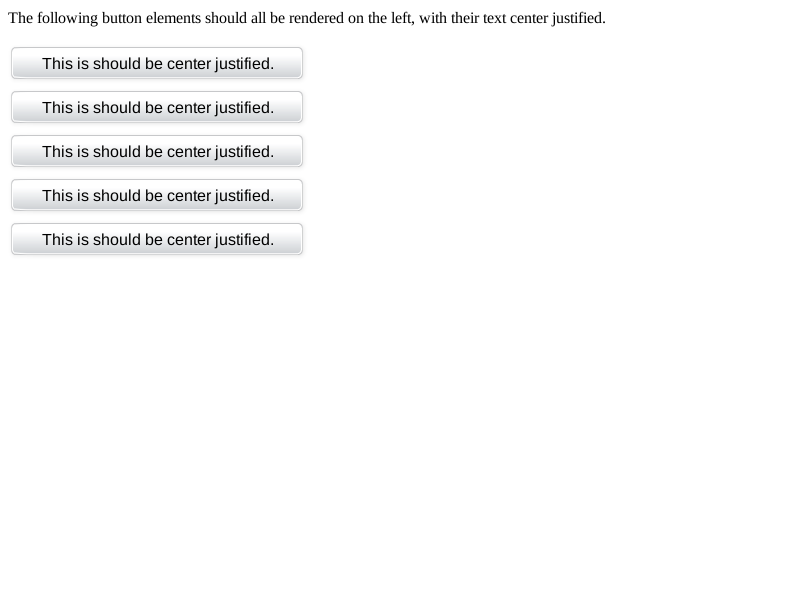 The following button elements should all be rendered on the left, with their text center justified.
This is should be center justified.
This is should be center justified.
This is should be center justified.
This is should be center justified.
This is should be center justified.